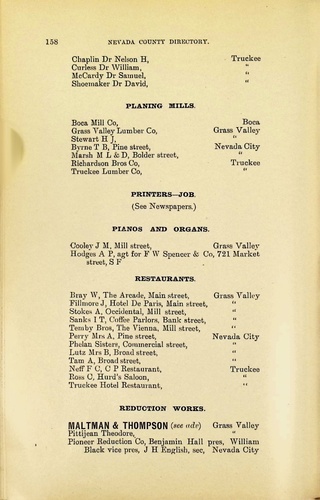 158 NEVADA COUNTY DIRECTORY.
Chaplin Dr Nelson H, Truckee
Curless Dr William, "
McCardy Dr Samuel, "
Shoemaker Dr David, "
PLANING MILLS.
Boca Mill Co, Boca
Grass Valley Lumber Co, Grass Valley
Stewart H J, "
Byrne T B, Pine street, Nevada City
Marsh M L & D, Bolder street, "
Richardson Bros Co, Truckee
Truckee Lumber Co, "
PRINTERS—JOB.
(See Newspapers.)
PIANOS AND ORGANS.
Cooley J M, Mill street, Grass Valley
Hodges A P, agt for F W Spencer & Co, 721 Market
street, S F
RESTAURANTS.
Bray W, The Arcade, Main street, Grass Valley
Fillmore J, Hotel De Paris, Main street, "
Stokes A, Occidental, Mill street, "
Sanks I T, Coffee Parlors, Bank street, "
Temby Bros, The Vienna, Mill street, "
Perry Mrs A, Pine street, Nevada City
Phelan Sisters, Commercial street, "
Lutz Mrs B, Broad street, "
Tam A, Broad street, "
Neff F C, C P Restaurant, Truckee
Ross C, Hurd's Saloon, "
Truckee Hotel Restaurant, "
REDUCTION WORKS.
MALTMAN & THOMPSON (see adv) Grass Valley
Pittijean Theodore, "
Pioneer Reduction Co, Benjamin Hall pres, William
Black vice pres, J H English, sec, Nevada City